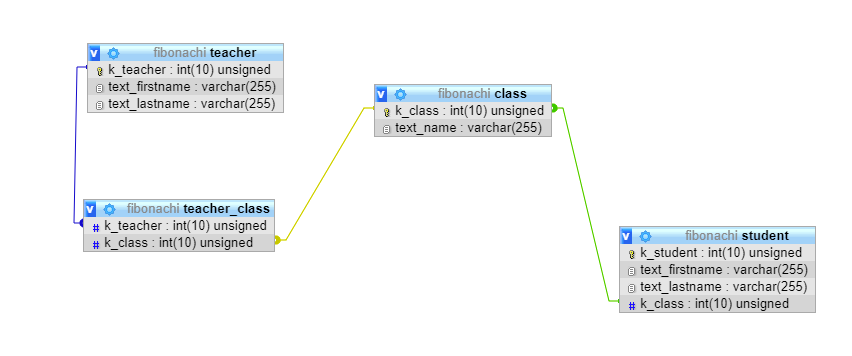 fibonachi teacher
k_teacher : int(10) unsigned
text_firstname : varchar(255)
text_lastname : varchar(255)
fibonachi class
k_class : int(10) unsigned
text_name : varchar(255)
fibonachi teacher_class
k_teacher : int(10) unsigned
k_class : int(10) unsigned
fibonachi student
k_student : int(10) unsigned
text_firstname : varchar(255)
text_lastname : varchar(255)
k_class : int(10) unsigned